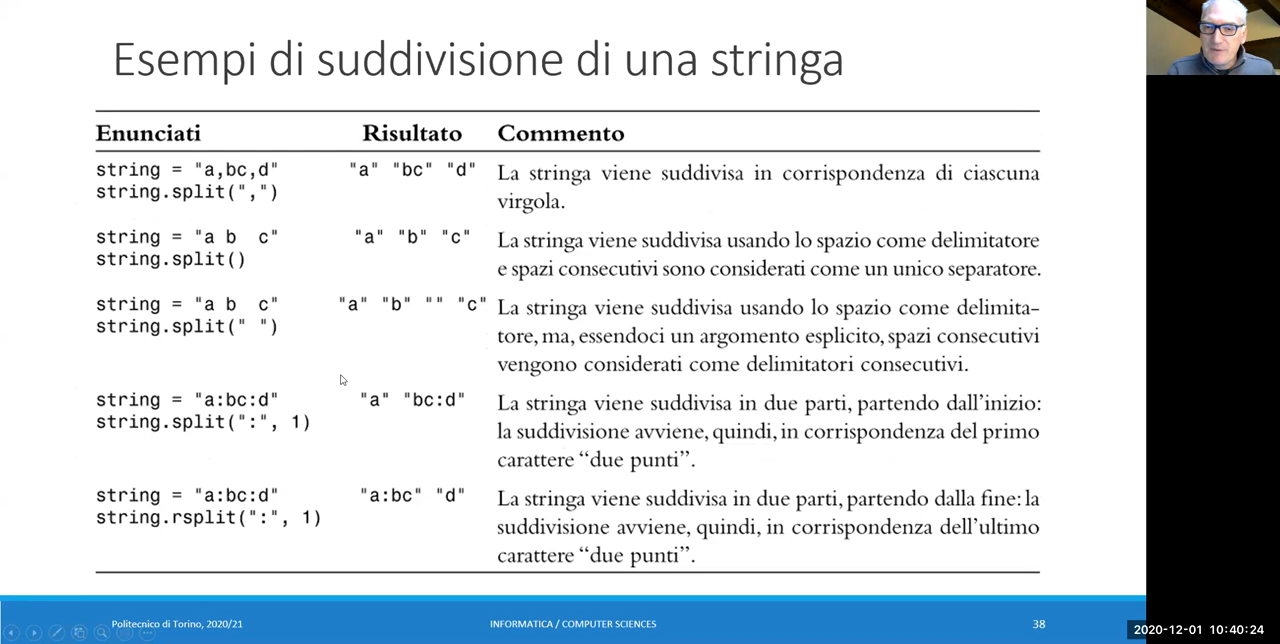 Esempi di suddivisione di una stringa
Enunciati Risultato Commento
string = "a,bc,d" "a" "bc" "d" La stringa viene suddivisa in corrispondenza di ciascuna
string.split(",") virgola.
string = "a b  c" "a" "b" "c" La stringa viene suddivisa usando lo spazio come delimitatore
string.split() e spazi consecutivi sono considerati come un unico separatore.
string = "a b  c" "a" "b" "" "c" La stringa viene suddivisa usando lo spazio come delimita-
string.split(" ") tore, ma, essendoci un argomento esplicito, spazi consecutivi
vengono considerati come delimitatori consecutivi.
string = "a:bc:d" "a" "bc:d" La stringa viene suddivisa in due parti, partendo dall'inizio:
string.split(":", 1) la suddivisione avviene, quindi, in corrispondenza del primo
carattere “due punti”.
string = "a:bc:d" "a:bc" "d" La stringa viene suddivisa in due parti, partendo dalla fine: la
string.rsplit(":", 1) suddivisione avviene, quindi, in corrispondenza dell'ultimo
carattere “due punti”.
Politecnico di Torino, 2020/21 INFORMATICA / COMPUTER SCIENCES 38
2020-12-01 10:40:24